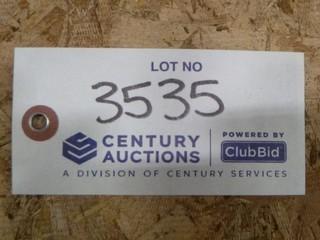 LOT NO
3535
CENTURY AUCTIONS
POWERED BY
ClubBid
A DIVISION OF CENTURY SERVICES